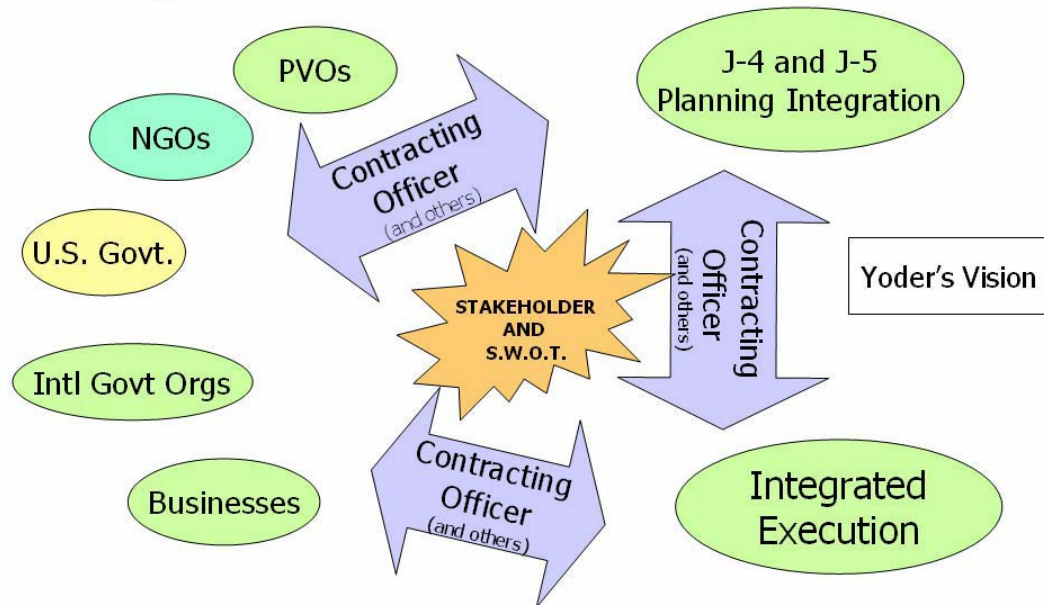 PVOs
NGOs
U.S. Govt.
Intl Govt Orgs
Businesses
Contracting
Officer
(and others)
J-4 and J-5
Planning Integration
Contracting
Officer
(and others)
Yoder's Vision
STAKEHOLDER
AND
S.W.O.T.
Contracting
Officer
(and others)
Integrated
Execution